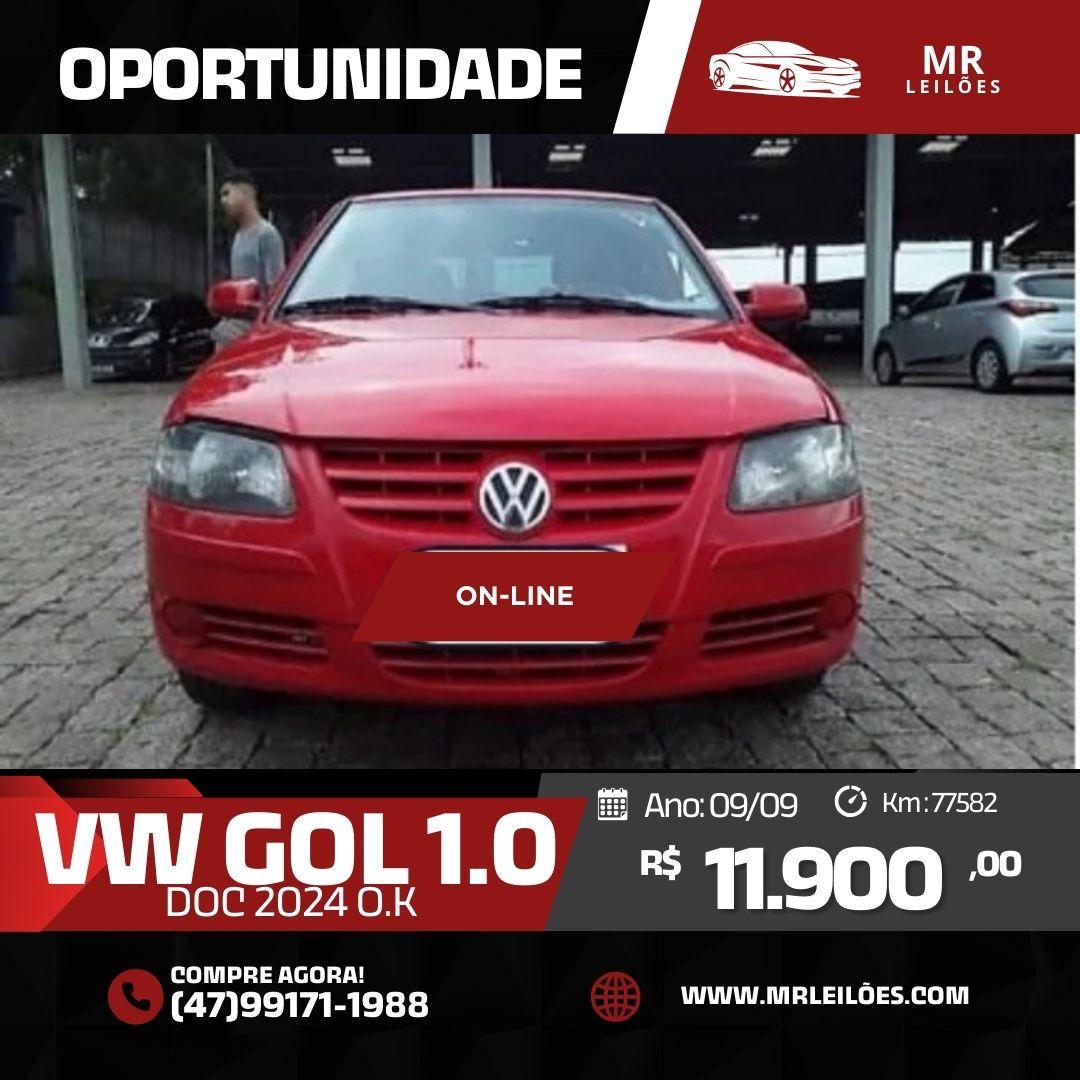 OPORTUNIDADE
MR
LEILÕES
ON-LINE
VW GOL 1.0
DOC 2024 O.K
Ano: 09/09
Km : 77582
R$ 11.900 ,00
COMPRE AGORA!
(47)99171-1988
WWW.MRLEILÕES.COM